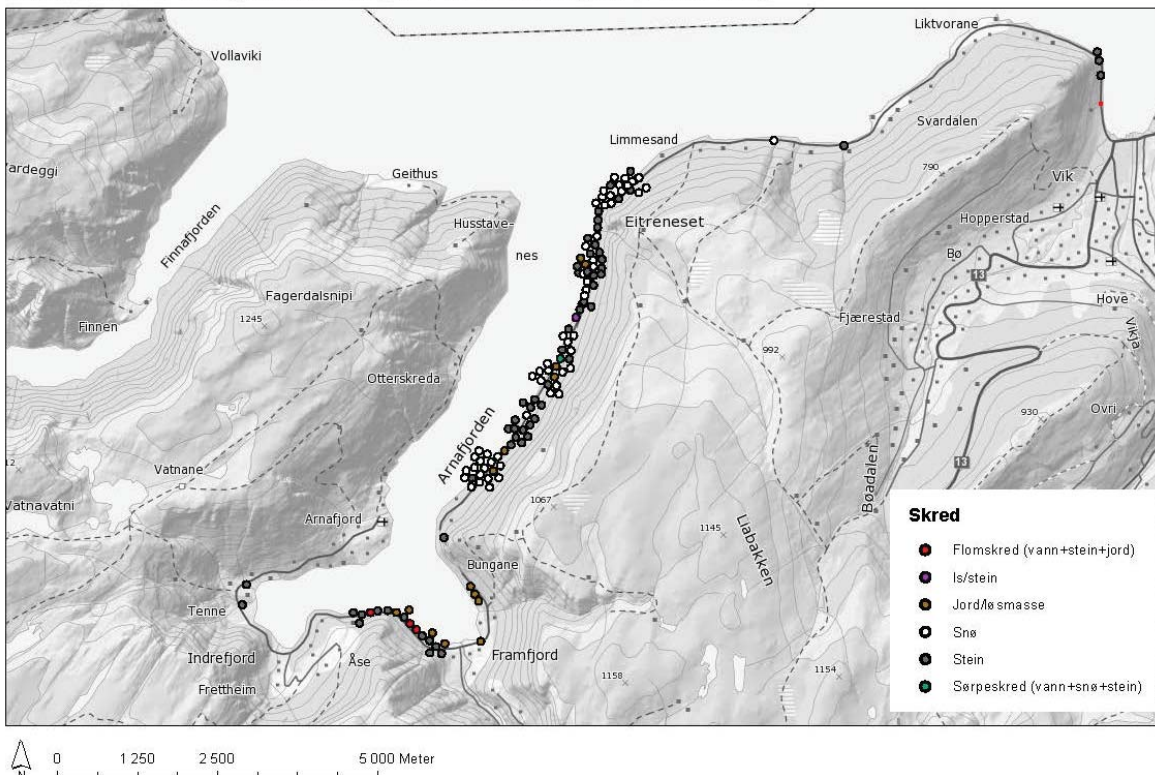 Liktvorane
Vollaviki
Limmesand
Svardalen
790
Geithus
Vik
Husstave-
nes
Eitreneset
Hopperstad
Finnafjorden
Bø
13
Fagerdalsnipi
1245
Hove
Finnen
Fjærestad
Vikja
992
Otterskreda
930
Ovri
Arnafjorden
13
Vatnane
Bøadalen
Vatnavatni
1067
Arnafjord
1145
Liabakken
Bungane
Tenne
Indrefjord
Åse
Framfjord
Frettheim
1158
1154
Skred
Flomskred (vann+stein+jord)
Is/stein
Jord/løsmasse
Snø
Stein
Sørpeskred (vann+snø+stein)
N
0 1 250 2 500 5 000 Meter